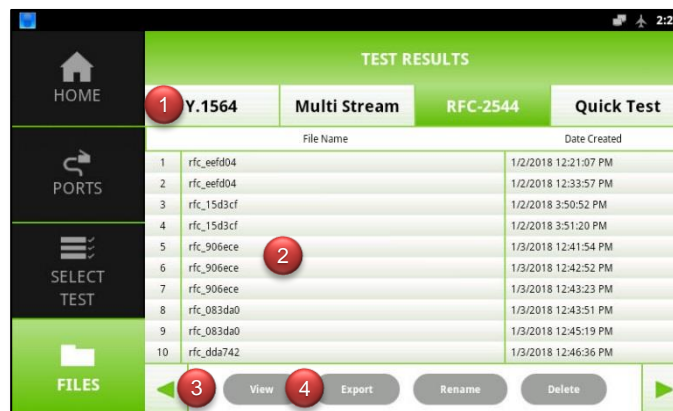 2:2
TEST RESULTS
HOME
PORTS
SELECT
TEST
FILES
1 Y.1564 Multi Stream RFC-2544 Quick Test
File Name Date Created
1 rfc_eefd04 1/2/2018 12:21:07 PM
2 rfc_eefd04 1/2/2018 12:33:57 PM
3 rfc_15d3cf 1/2/2018 3:50:52 PM
4 rfc_15d3cf 1/2/2018 3:51:20 PM
5 rfc_906ece 1/3/2018 12:41:54 PM
2
6 rfc_906ece 1/3/2018 12:42:52 PM
7 rfc_906ece 1/3/2018 12:43:23 PM
8 rfc_083da0 1/3/2018 12:43:51 PM
9 rfc_083da0 1/3/2018 12:45:19 PM
10 rfc_dda742 1/3/2018 12:46:36 PM
3 View 4 Export Rename Delete